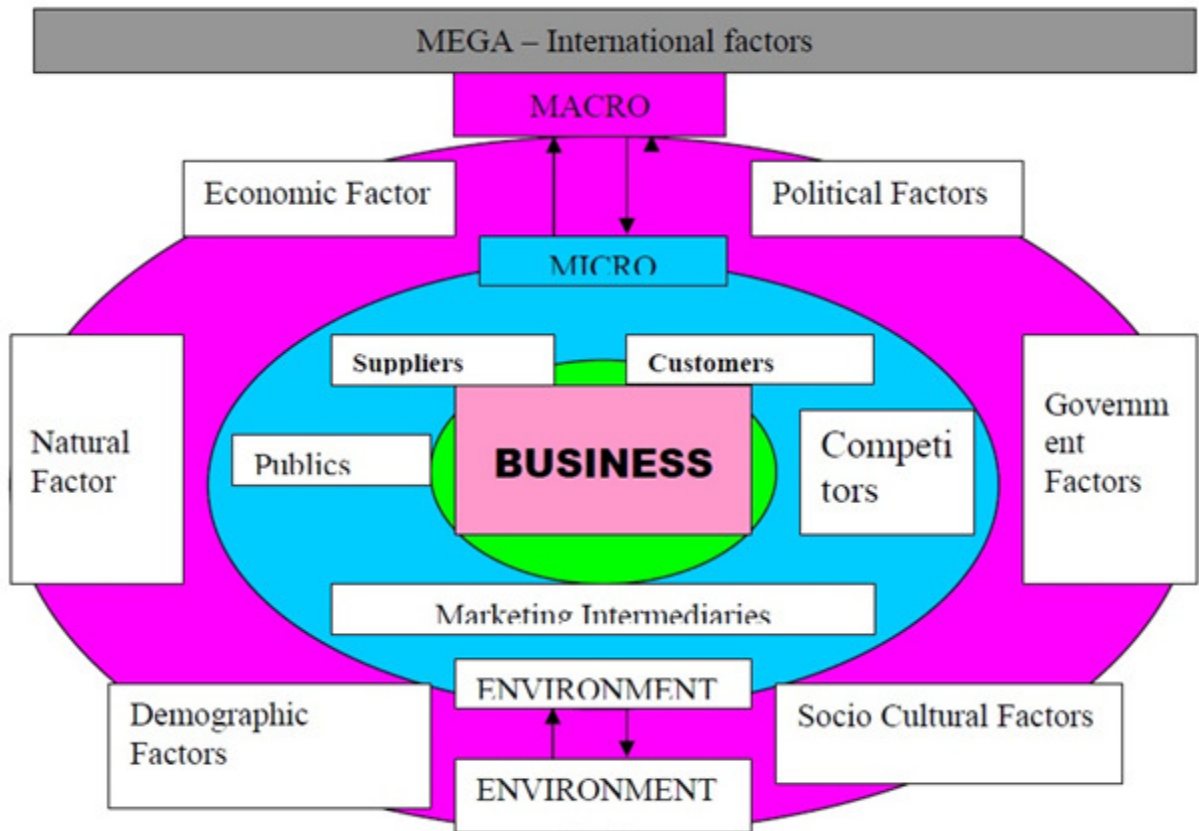 MEGA – International factors
MACRO
Economic Factor
Political Factors
MICRO
Suppliers
Customers
Natural
Factor
Publics
BUSINESS
Competi
tors
Governm
ent
Factors
Marketing Intermediaries
ENVIRONMENT
Demographic
Factors
Socio Cultural Factors
ENVIRONMENT